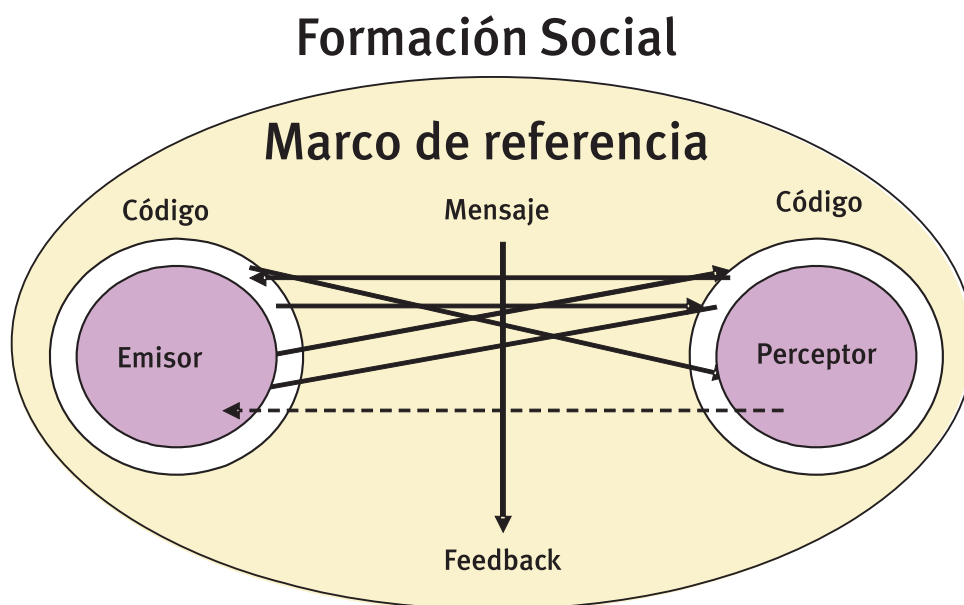 Formación Social
Marco de referencia
Código
Mensaje
Código
Emisor
Perceptor
Feedback